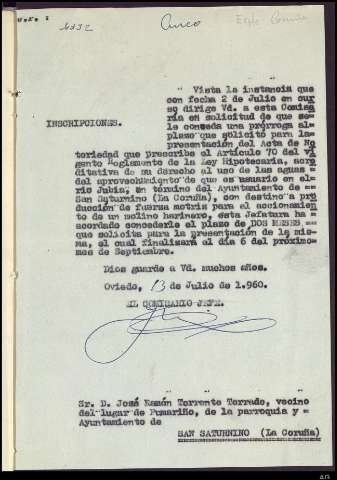 Vista la instancia que
con fecha 2 de Julio en cur
so dirige Vd. a esta Comisa
ría en solicitud de que se=
le conceda una prórroga al=
plazo que solicitó para la=
INSCRIPCIONES.
presentación del Acta de No
toriedad que prescribe el Artículo 70 del vi
gente Reglamento de la Ley Hipotecaria, acre
ditativo de su derecho al uso de las aguas =
del aprovechamiento de que es usuario en el=
río Jubia, en término del Ayuntamiento de ==
San Saturnino (La Coruña), con destino a pro
ducción de fuerza motriz para el accionamien
to de un molino harinero, esta Jefatura ha =
acordado concederle el plazo de DOS MESES ==
que solicita para la presentación de la mis=
ma, el cual finalizará el día 6 del próximo=
mes de Septiembre.
Dios guarde a Vd. muchos años.
Oviedo, 13 de Julio de 1.960.
EL COMISARIO JEFE.
Sr. D. José Ramón Torrente Torrado, vecino
del lugar de Pumariño, de la parroquia y =
Ayuntamiento de
SAN SATURNINO (La Coruña)